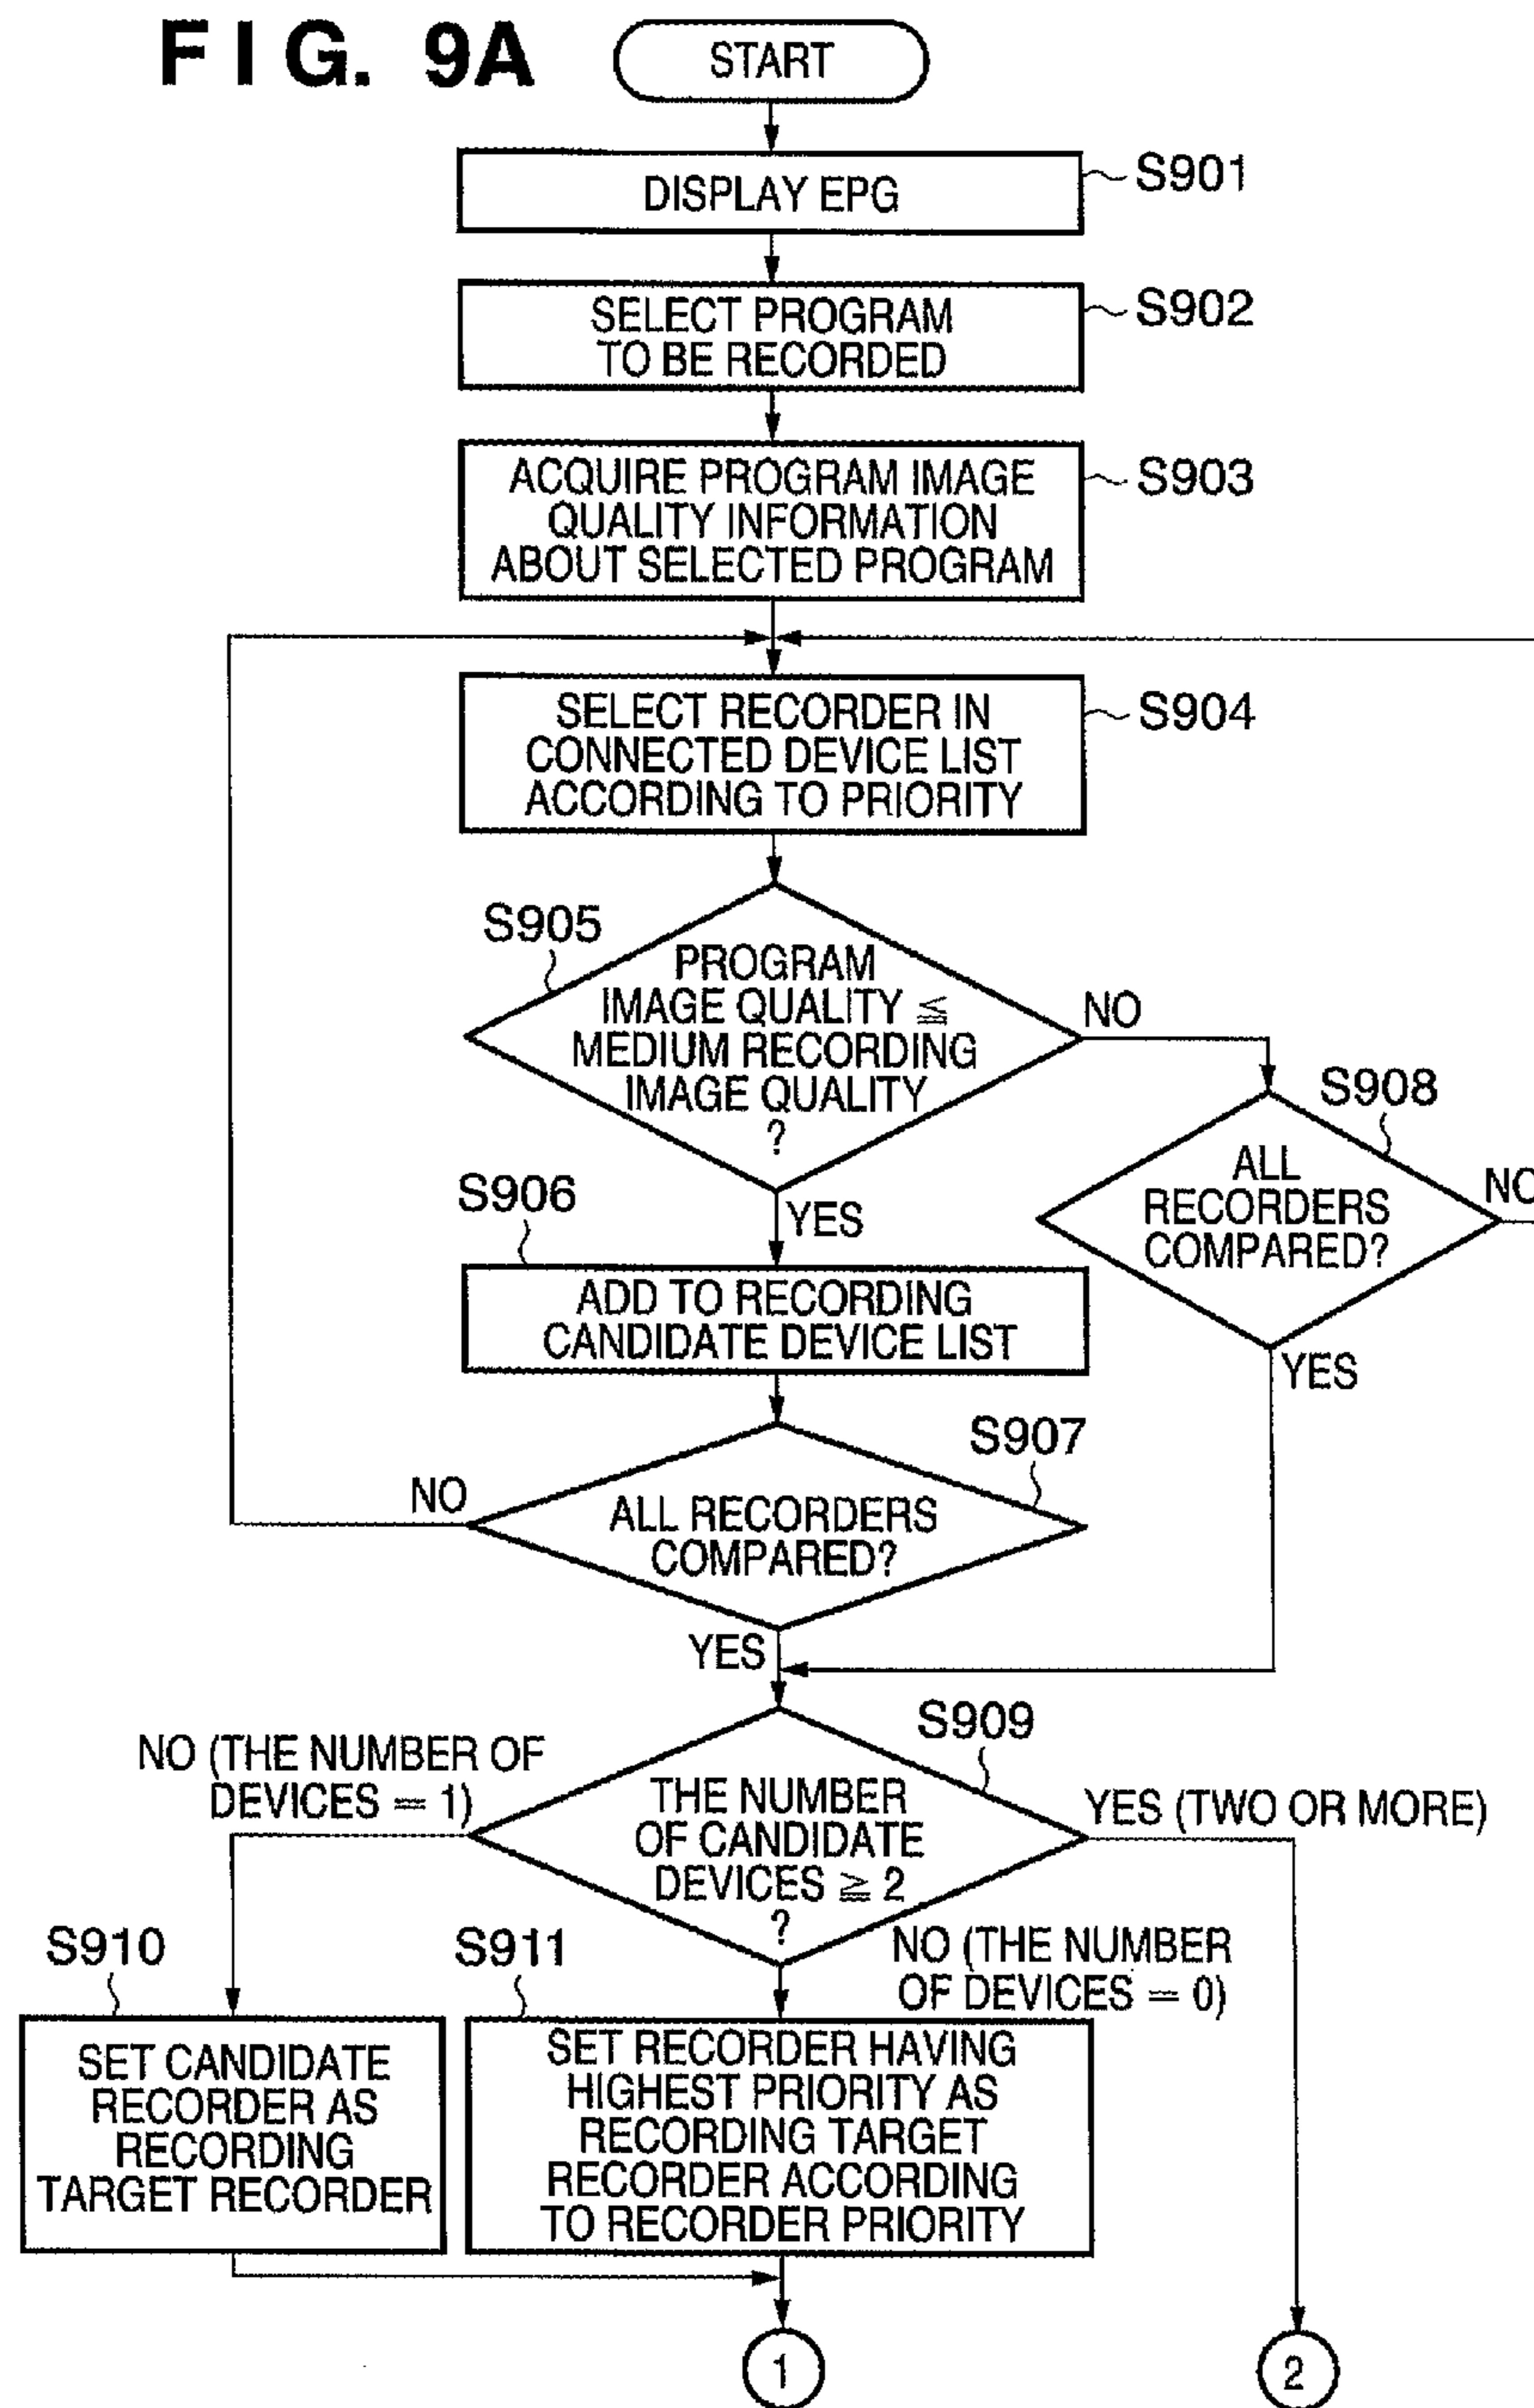 FIG. 9A
START
DISPLAY EPG
S901
SELECT PROGRAM
TO BE RECORDED
S902
ACQUIRE PROGRAM IMAGE
QUALITY INFORMATION
ABOUT SELECTED PROGRAM
S903
SELECT RECORDER IN
CONNECTED DEVICE LIST
ACCORDING TO PRIORITY
S904
S905
PROGRAM
IMAGE QUALITY ≦
MEDIUM RECORDING
IMAGE QUALITY
?
NO
YES
S908
ALL
RECORDERS
COMPARED?
NO
YES
S906
ADD TO RECORDING
CANDIDATE DEVICE LIST
S907
ALL RECORDERS
COMPARED?
NO
YES
S909
THE NUMBER
OF CANDIDATE
DEVICES ≧ 2
?
NO (THE NUMBER OF
DEVICES = 1)
YES (TWO OR MORE)
NO (THE NUMBER
OF DEVICES = 0)
S910
SET CANDIDATE
RECORDER AS
RECORDING
TARGET RECORDER
S911
SET RECORDER HAVING
HIGHEST PRIORITY AS
RECORDING TARGET
RECORDER ACCORDING
TO RECORDER PRIORITY
1
2